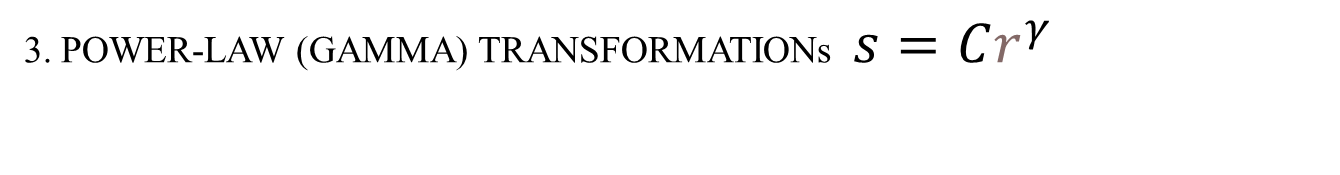 3. POWER-LAW (GAMMA) TRANSFORMATIONs s = Crᵞ